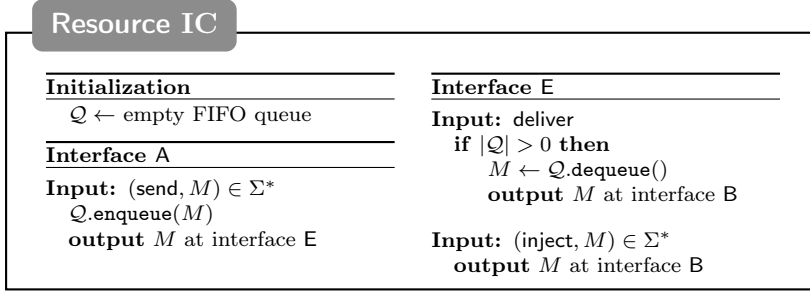 Resource IC
Initialization
𝒬 ← empty FIFO queue
Interface A
Input: (send, M) ∈ Σ*
𝒬.enqueue(M)
output M at interface E
Interface E
Input: deliver
if |𝒬| > 0 then
M ← 𝒬.dequeue()
output M at interface B
Input: (inject, M) ∈ Σ*
output M at interface B